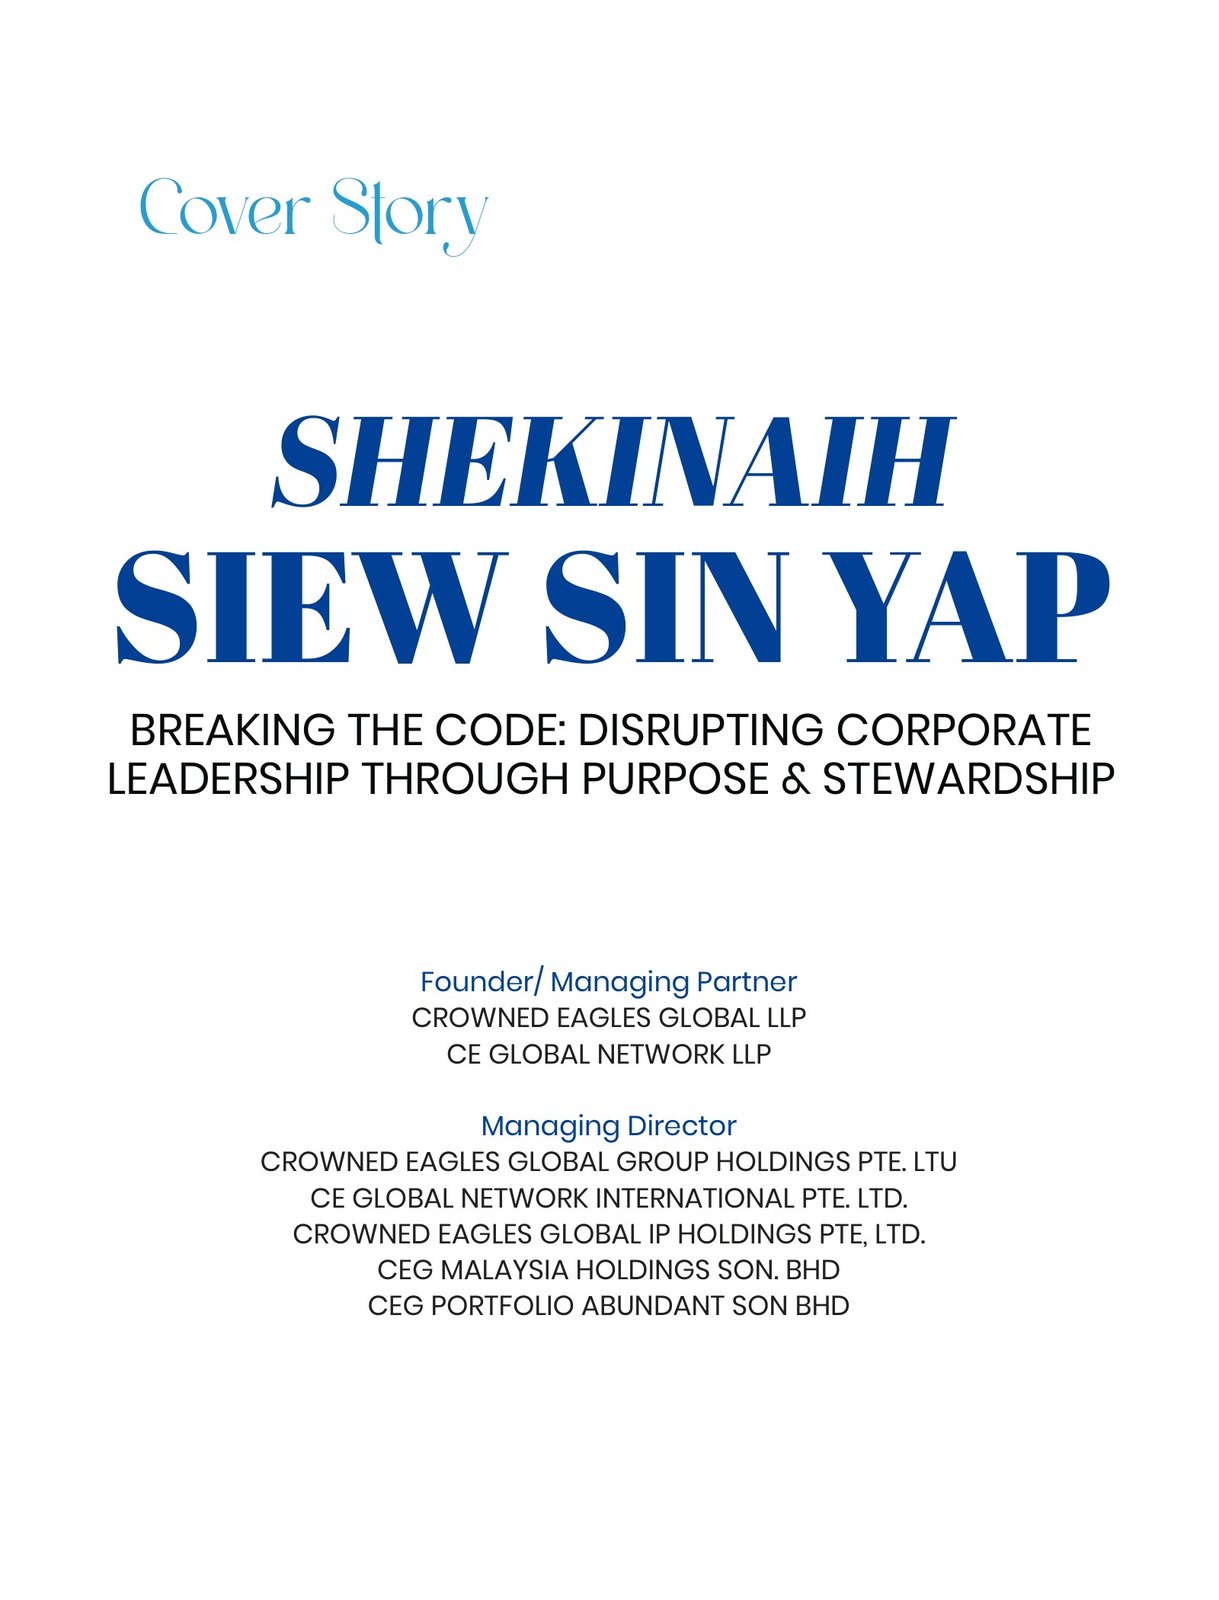 Cover Story
SHEKINAIH
SIEW SIN YAP
BREAKING THE CODE: DISRUPTING CORPORATE
LEADERSHIP THROUGH PURPOSE & STEWARDSHIP
Founder/ Managing Partner
CROWNED EAGLES GLOBAL LLP
CE GLOBAL NETWORK LLP
Managing Director
CROWNED EAGLES GLOBAL GROUP HOLDINGS PTE. LTU
CE GLOBAL NETWORK INTERNATIONAL PTE. LTD.
CROWNED EAGLES GLOBAL IP HOLDINGS PTE, LTD.
CEG MALAYSIA HOLDINGS SON. BHD
CEG PORTFOLIO ABUNDANT SON BHD